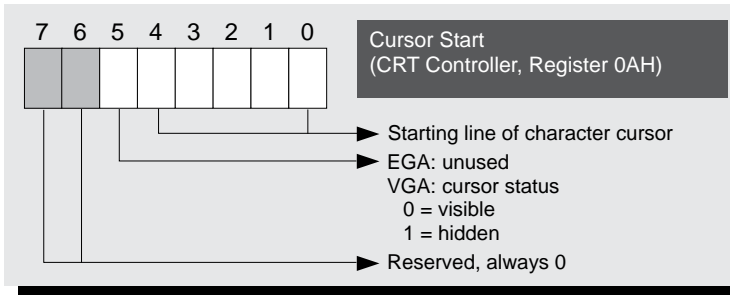 7 6 5 4 3 2 1 0
Cursor Start
(CRT Controller, Register 0AH)
Starting line of character cursor
EGA: unused
VGA: cursor status
0 = visible
1 = hidden
Reserved, always 0